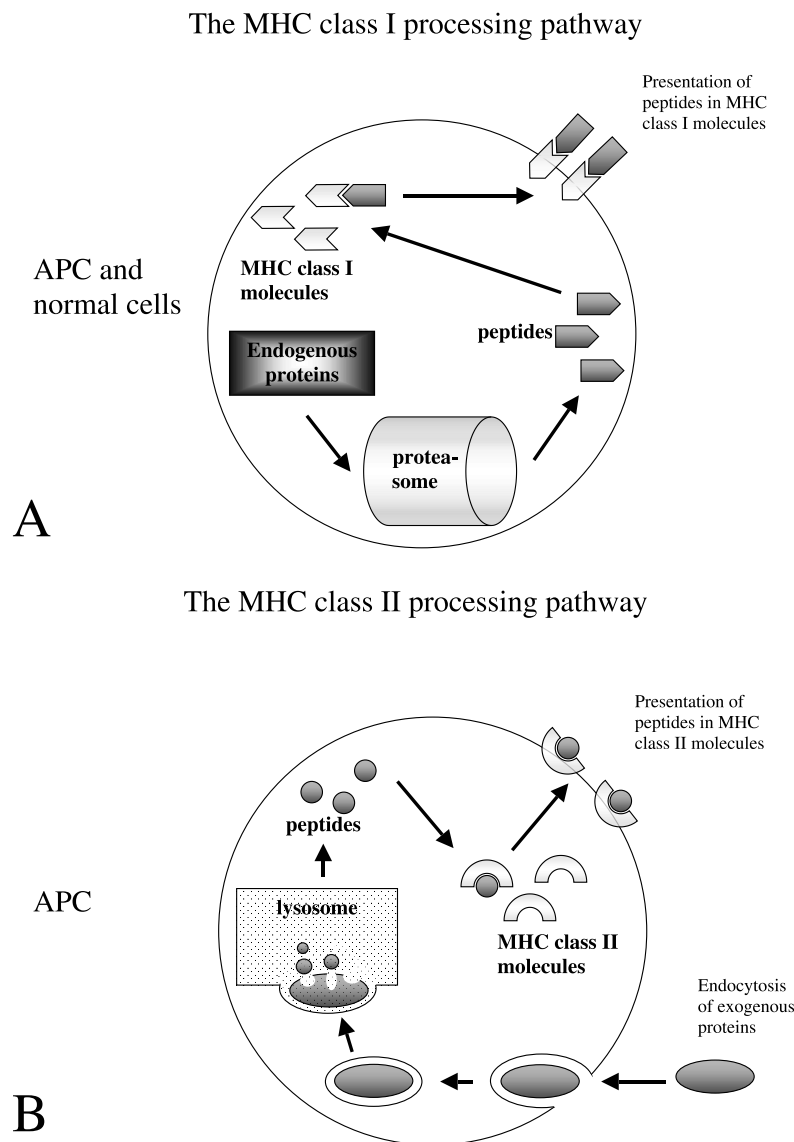 The MHC class I processing pathway
Presentation of
peptides in MHC
class I molecules
MHC class I
molecules
APC and
normal cells
peptides
Endogenous
proteins
protea-
some
A
The MHC class II processing pathway
Presentation of
peptides in MHC
class II molecules
peptides
APC
lysosome
MHC class II
molecules
Endocytosis
of exogenous
proteins
B